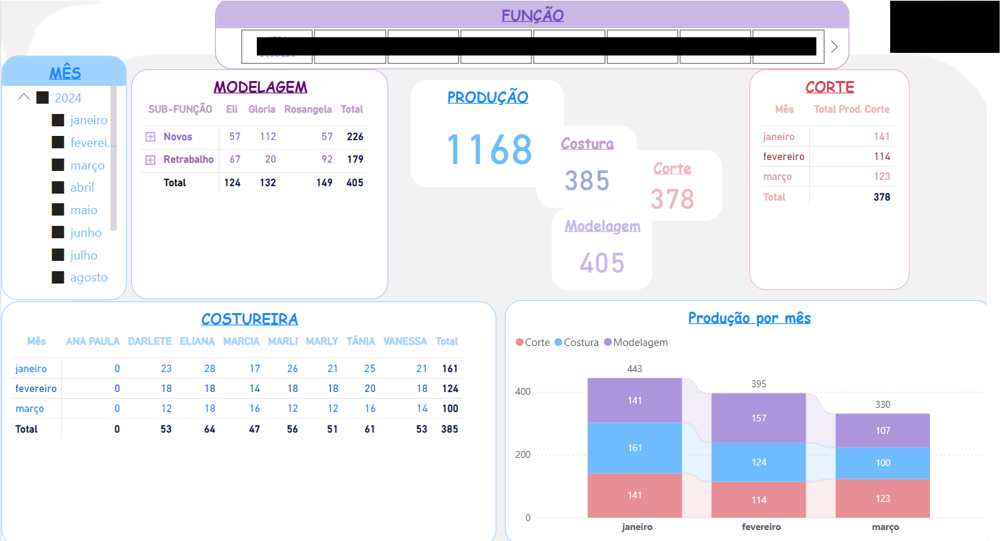 FUNÇÃO
MÊS
2024
janeiro
feverei...
março
abril
maio
junho
julho
agosto
MODELAGEM
SUB-FUNÇÃO Eli Gloria Rosangela Total
Novos 57 112 57 226
Retrabalho 67 20 92 179
Total 124 132 149 405
PRODUÇÃO
1168
Costura
385
Corte
378
Modelagem
405
CORTE
Mês Total Prod. Corte
janeiro 141
fevereiro 114
março 123
Total 378
COSTUREIRA
Mês ANA PAULA DARLETE ELIANA MARCIA MARLI MARLY TÂNIA VANESSA Total
janeiro 0 23 28 17 26 21 25 21 161
fevereiro 0 18 18 14 18 18 20 18 124
março 0 12 18 16 12 12 16 14 100
Total 0 53 64 47 56 51 61 53 385
Produção por mês
Corte Costura Modelagem
443
395
330
400
200
0
141
157
107
161
124
100
141
114
123
janeiro fevereiro março